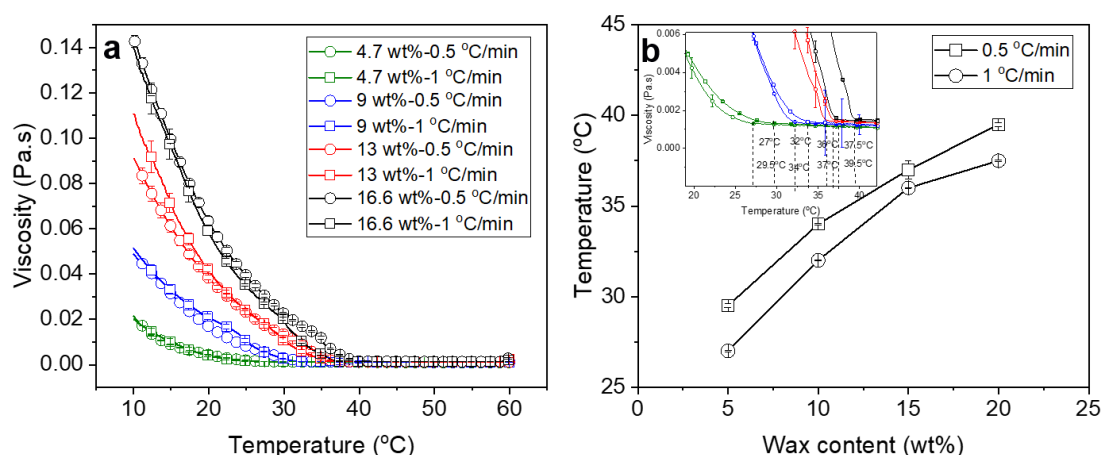 a
4.7 wt%-0.5 °C/min
4.7 wt%-1 °C/min
9 wt%-0.5 °C/min
9 wt%-1 °C/min
13 wt%-0.5 °C/min
13 wt%-1 °C/min
16.6 wt%-0.5 °C/min
16.6 wt%-1 °C/min
Viscosity (Pa.s)
0.14
0.12
0.10
0.08
0.06
0.04
0.02
0.00
10 20 30 40 50 60
Temperature (°C)
b
0.5 °C/min
1 °C/min
Temperature (°C)
45
40
35
30
25
0 5 10 15 20 25
Wax content (wt%)
Viscosity (Pa.s)
0.006
0.004
0.002
0.000
27°C 32°C 36°C 37.5°C
29.5°C 34°C 37°C 39.5°C
20 25 30 35 40
Temperature (°C)